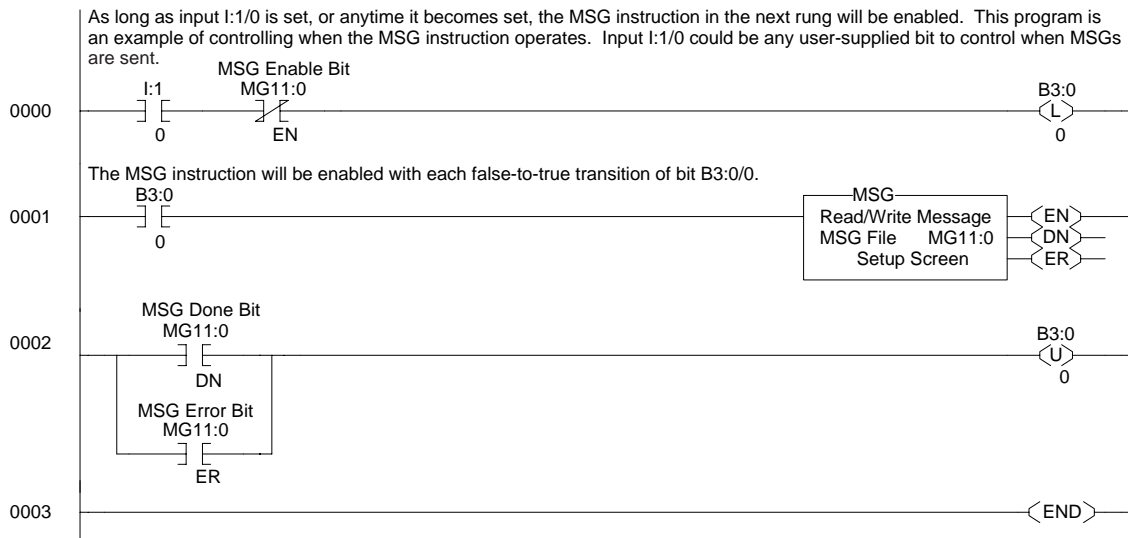 As long as input I:1/0 is set, or anytime it becomes set, the MSG instruction in the next rung will be enabled.  This program is
an example of controlling when the MSG instruction operates.  Input I:1/0 could be any user-supplied bit to control when MSGs
are sent.
MSG Enable Bit
I:1 MG11:0 B3:0
0000 L
0 EN 0
The MSG instruction will be enabled with each false-to-true transition of bit B3:0/0.
B3:0 MSG
0001 Read/Write Message EN
0 MSG File MG11:0 DN
Setup Screen ER
MSG Done Bit
MG11:0 B3:0
0002 U
DN 0
MSG Error Bit
MG11:0
ER
0003 END